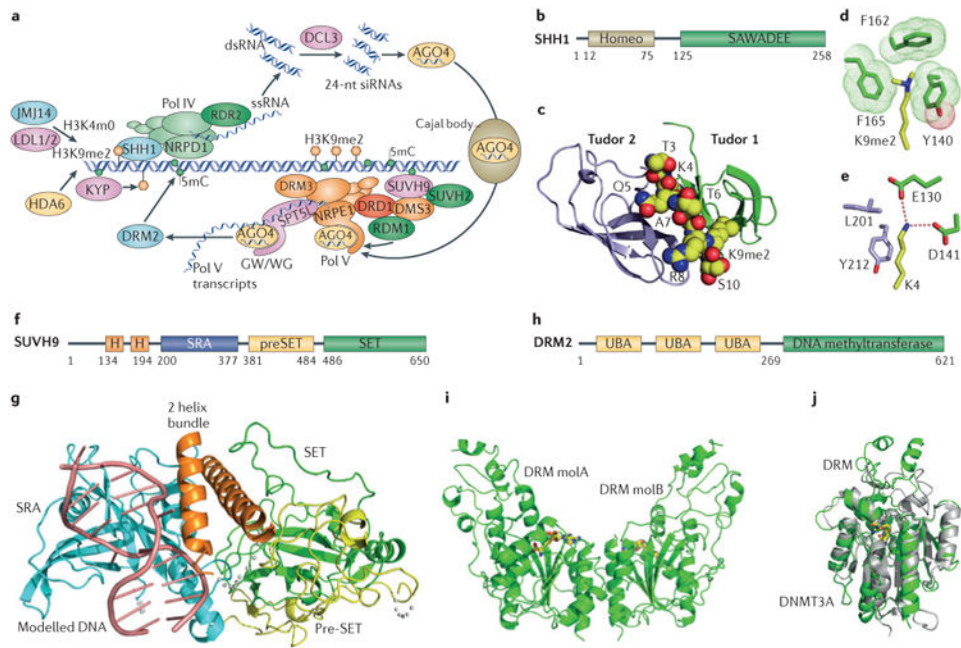 a
dsRNA
DCL3
AGO4
24-nt siRNAs
ssRNA
Pol IV
RDR2
JMJ14
LDL1/2
H3K4m0
H3K9me2
SHH1
NRPD1
H3K9me2
5mC
Cajal body
AGO4
KYP
5mC
HDA6
DRM3
SUVH9
SUVH2
SPT5L
NRPE1
DRD1
DMS3
RDM1
DRM2
AGO4
AGO4
GW/WG
Pol V
Pol V
transcripts
b
SHH1
Homeo
SAWADEE
1 12 75 125 258
c
Tudor 2 Tudor 1
T3
K4
Q5
T6
A7
K9me2
R8
S10
d
F162
F165
K9me2 Y140
e
E130
L201
Y212
D141
K4
f
SUVH9
H H SRA preSET SET
1 134 194 200 377 381 484 486 650
h
DRM2
UBA UBA UBA DNA methyltransferase
1 269 621
g
2 helix
bundle
SET
SRA
Modelled DNA
Pre-SET
i
DRM molA
DRM molB
j
DRM
DNMT3A